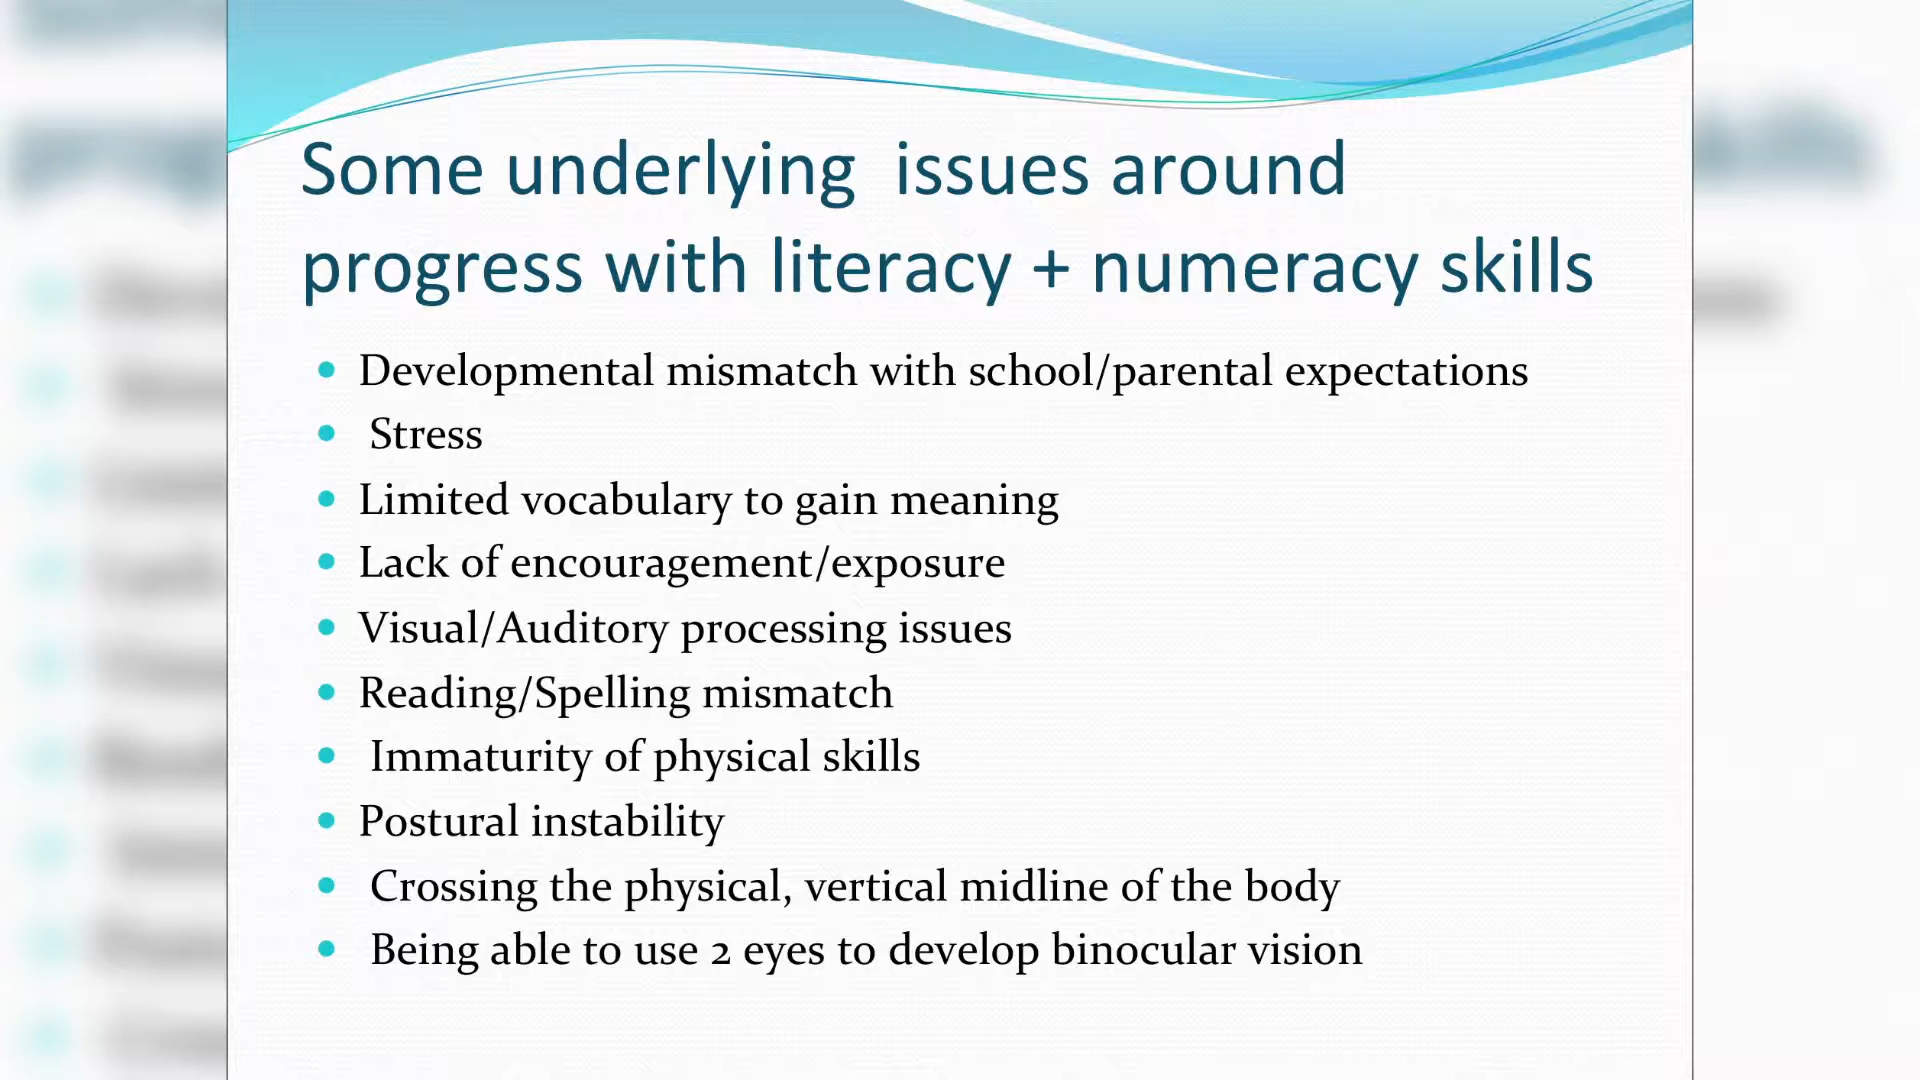 Some underlying  issues around
progress with literacy + numeracy skills
• Developmental mismatch with school/parental expectations
• Stress
• Limited vocabulary to gain meaning
• Lack of encouragement/exposure
• Visual/Auditory processing issues
• Reading/Spelling mismatch
• Immaturity of physical skills
• Postural instability
• Crossing the physical, vertical midline of the body
• Being able to use 2 eyes to develop binocular vision